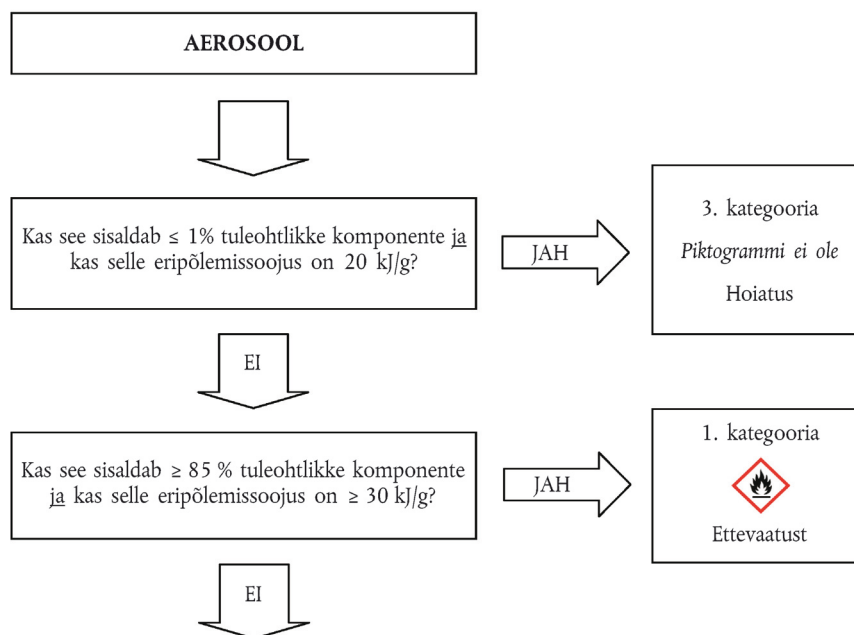 AEROSOOL
Kas see sisaldab ≤ 1% tuleohtlikke komponente ja
kas selle eripõlemissoojus on 20 kJ/g?
JAH
3. kategooria
Piktogrammi ei ole
Hoiatus
EI
Kas see sisaldab ≥ 85 % tuleohtlikke komponente
ja kas selle eripõlemissoojus on ≥ 30 kJ/g?
JAH
1. kategooria
Ettevaatust
EI